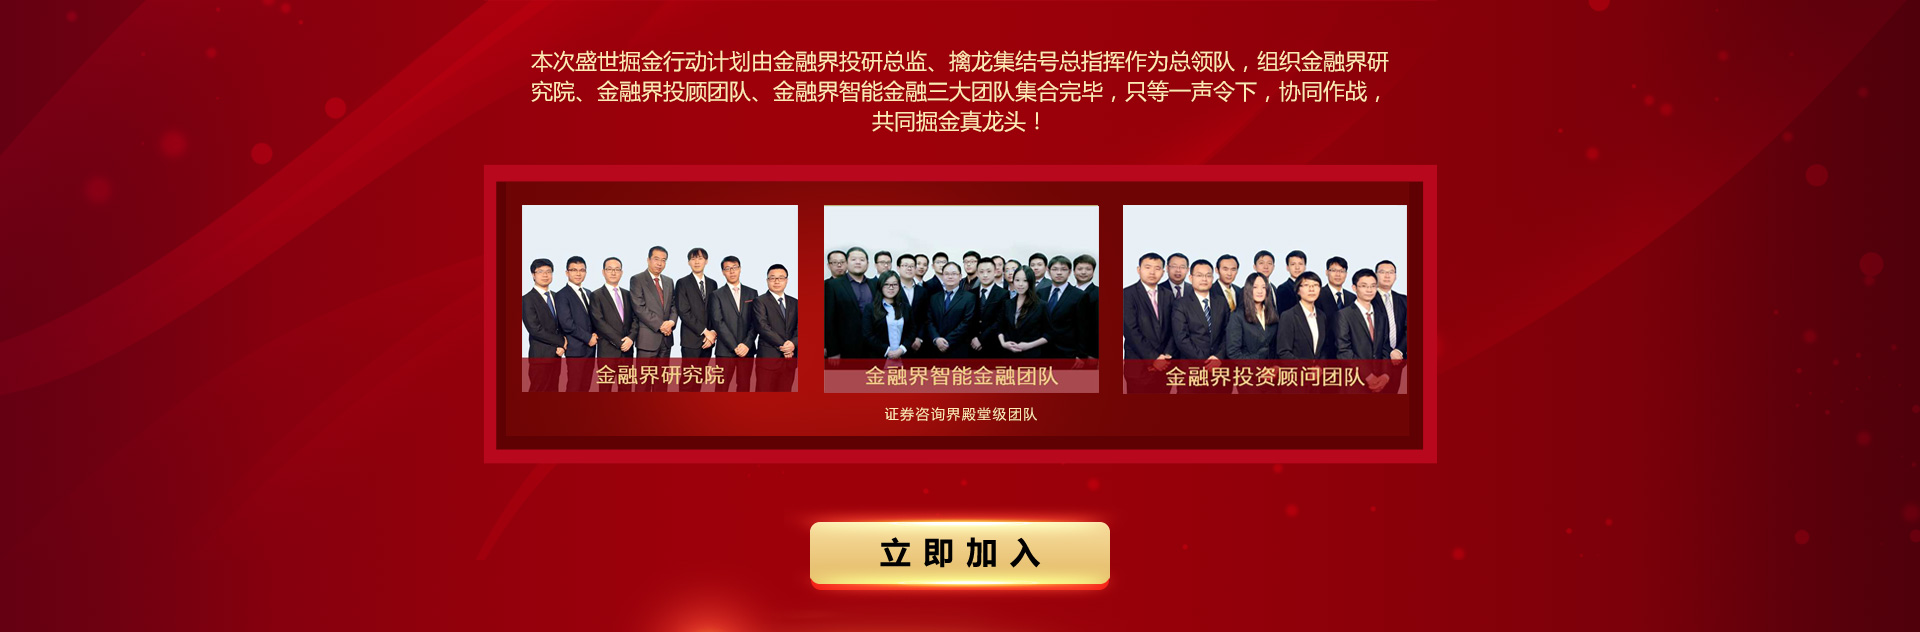 本次盛世掘金行动计划由金融界投研总监、擒龙集结号总指挥作为总领队，组织金融界研
究院、金融界投顾团队、金融界智能金融三大团队集合完毕，只等一声令下，协同作战，
共同掘金真龙头！
金融界研究院
金融界智能金融团队
金融界投资顾问团队
证券咨询界殿堂级团队
立即加入